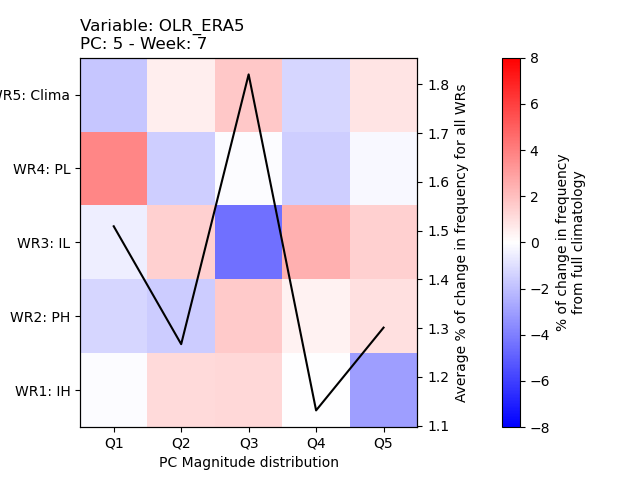 Variable: OLR_ERA5
PC: 5 - Week: 7
WR5: Clima
WR4: PL
WR3: IL
WR2: PH
WR1: IH
Q1 Q2 Q3 Q4 Q5
PC Magnitude distribution
1.8
1.7
1.6
1.5
1.4
1.3
1.2
1.1
Average % of change in frequency for all WRs
8
6
4
2
0
−2
−4
−6
−8
% of change in frequency
from full climatology